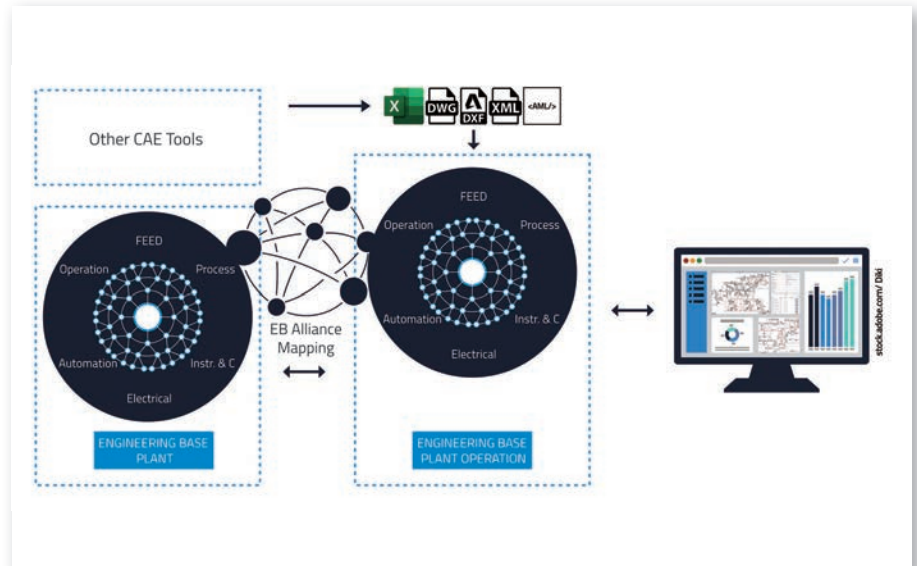 Other CAE Tools
X
DWG
DXF
XML
<AML/>
FEED
Operation
Process
Automation
Instr. & C
Electrical
ENGINEERING BASE
PLANT
EB Alliance
Mapping
FEED
Operation
Process
Automation
Instr. & C
Electrical
ENGINEERING BASE
PLANT OPERATION
stock.adobe.com/ Diki